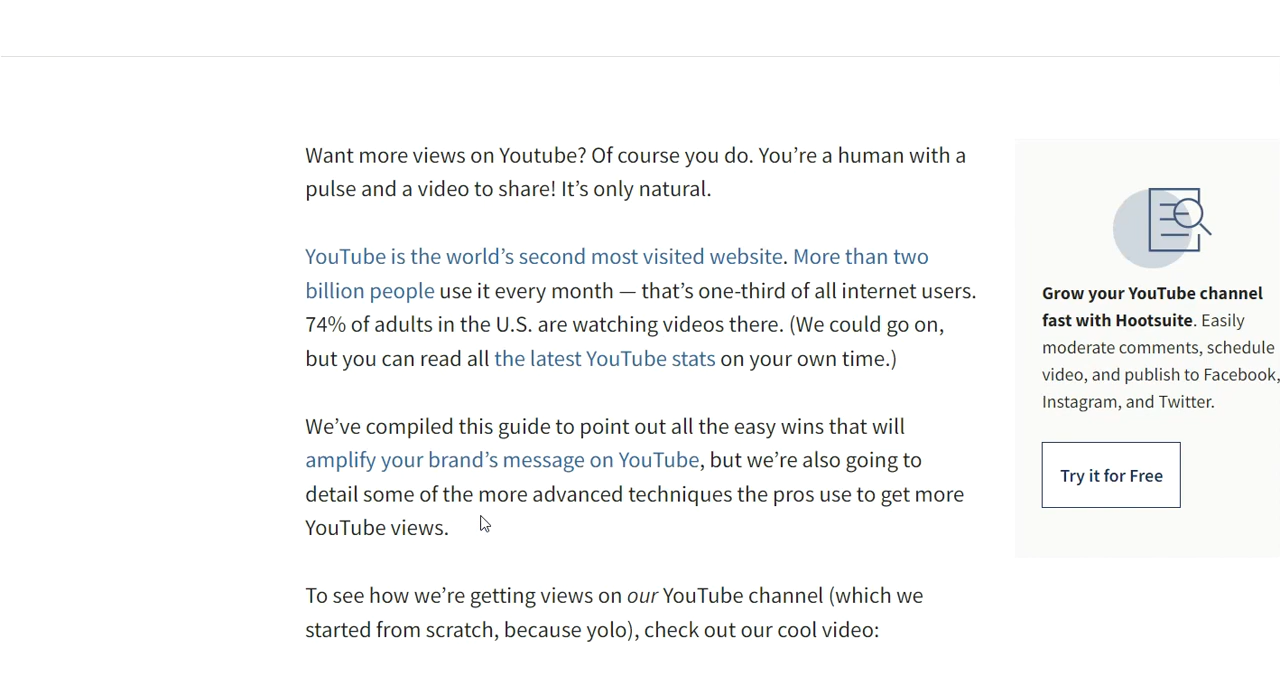 Want more views on Youtube? Of course you do. You’re a human with a
pulse and a video to share! It’s only natural.
YouTube is the world’s second most visited website. More than two
billion people use it every month — that’s one-third of all internet users.
74% of adults in the U.S. are watching videos there. (We could go on,
but you can read all the latest YouTube stats on your own time.)
We’ve compiled this guide to point out all the easy wins that will
amplify your brand’s message on YouTube, but we’re also going to
detail some of the more advanced techniques the pros use to get more
YouTube views.
To see how we’re getting views on our YouTube channel (which we
started from scratch, because yolo), check out our cool video:
Grow your YouTube channel
fast with Hootsuite. Easily
moderate comments, schedule
video, and publish to Facebook,
Instagram, and Twitter.
Try it for Free